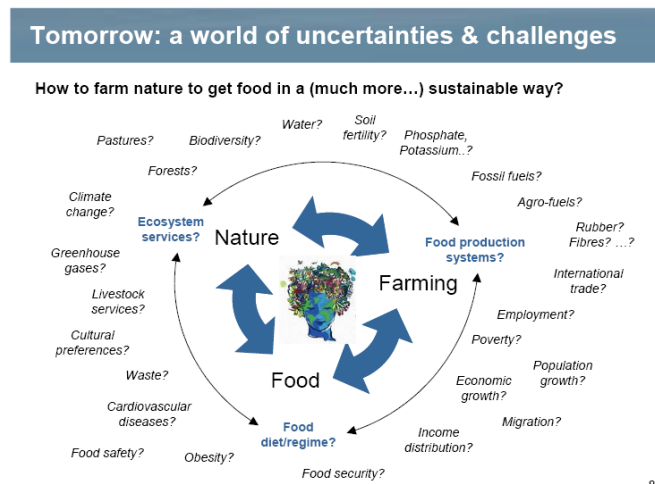 Tomorrow: a world of uncertainties & challenges
How to farm nature to get food in a (much more…) sustainable way?
Water?
Soil
fertility?
Phosphate,
Potassium..?
Pastures?
Biodiversity?
Forests?
Fossil fuels?
Climate
change?
Agro-fuels?
Ecosystem
services?
Nature
Food production
systems?
Rubber?
Fibres? …?
Greenhouse
gases?
Farming
International
trade?
Livestock
services?
Employment?
Cultural
preferences?
Poverty?
Waste?
Food
Economic
growth?
Population
growth?
Cardiovascular
diseases?
Food
diet/regime?
Income
distribution?
Migration?
Food safety?
Obesity?
Food security?